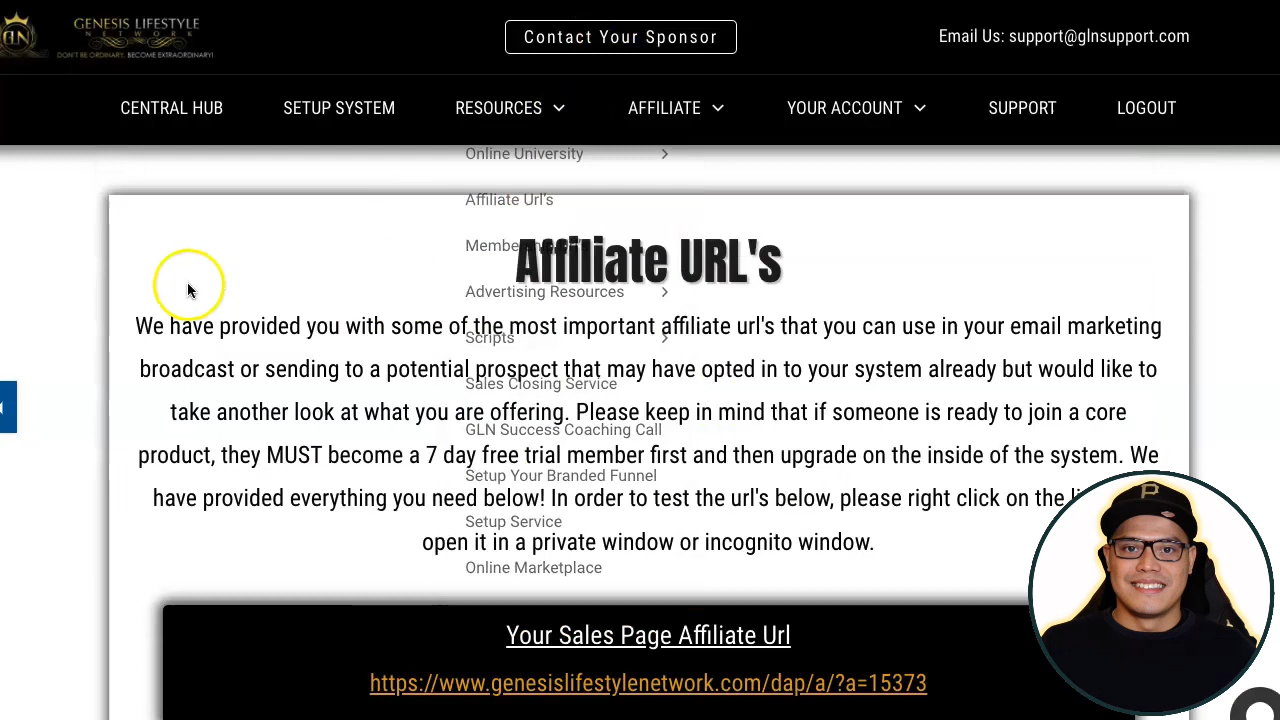 GLN
GENESIS LIFESTYLE
NETWORK
DON'T BE ORDINARY, BECOME EXTRAORDINARY!
Contact Your Sponsor
Email Us: support@glnsupport.com
CENTRAL HUB
SETUP SYSTEM
RESOURCES
AFFILIATE
YOUR ACCOUNT
SUPPORT
LOGOUT
Online University
Affiliate Url's
Affiliate URL's
Advertising Resources
We have provided you with some of the most important affiliate url's that you can use in your email marketing
Scripts
broadcast or sending to a potential prospect that may have opted in to your system already but would like to
Sales Closing Service
take another look at what you are offering. Please keep in mind that if someone is ready to join a core
GLN Success Coaching Call
product, they MUST become a 7 day free trial member first and then upgrade on the inside of the system. We
Setup Your Branded Funnel
have provided everything you need below! In order to test the url's below, please right click on the
Setup Service
open it in a private window or incognito window.
Online Marketplace
Your Sales Page Affiliate Url
https://www.genesislifestylenetwork.com/dap/a/?a=15373
P